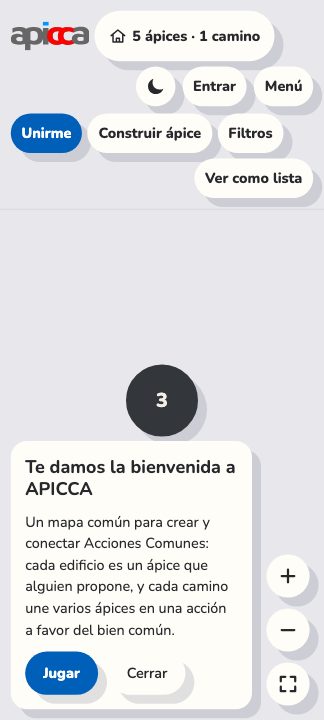 apicca
5 ápices · 1 camino
Entrar
Menú
Unirme
Construir ápice
Filtros
Ver como lista
3
Te damos la bienvenida a
APICCA
Un mapa común para crear y
conectar Acciones Comunes:
cada edificio es un ápice que
alguien propone, y cada camino
une varios ápices en una acción
a favor del bien común.
Jugar
Cerrar